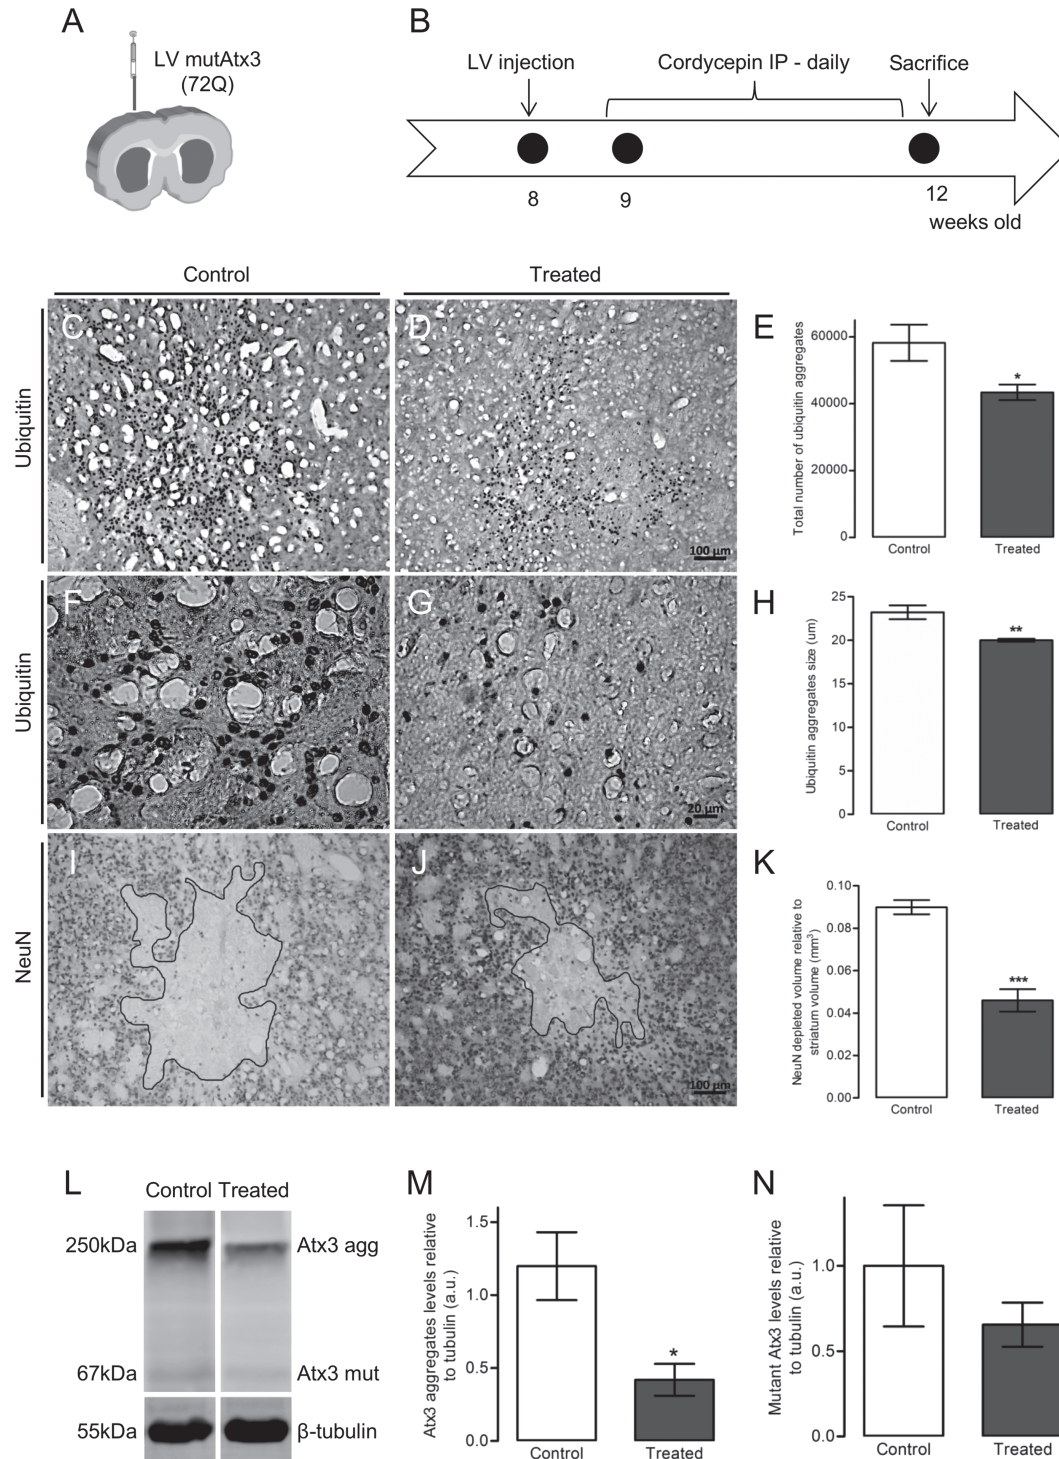 A
LV mutAtx3
(72Q)
B
LV injection
Cordycepin IP - daily
Sacrifice
8
9
12
weeks old
Control
Treated
Ubiquitin
C
D
100 µm
E
Total number of ubiquitin aggregates
60000
40000
20000
0
*
Control
Treated
Ubiquitin
F
G
20 µm
H
Ubiquitin aggregates size (um)
25
20
15
10
5
0
**
Control
Treated
NeuN
I
J
100 µm
K
NeuN depleted volume relative to
striatum volume (mm³)
0.10
0.08
0.06
0.04
0.02
0.00
***
Control
Treated
L
Control Treated
250kDa
Atx3 agg
67kDa
Atx3 mut
55kDa
β-tubulin
M
Atx3 aggregates levels relative
to tubulin (a.u.)
1.5
1.0
0.5
0.0
*
Control
Treated
N
Mutant Atx3 levels relative
to tubulin (a.u.)
1.0
0.5
0.0
Control
Treated